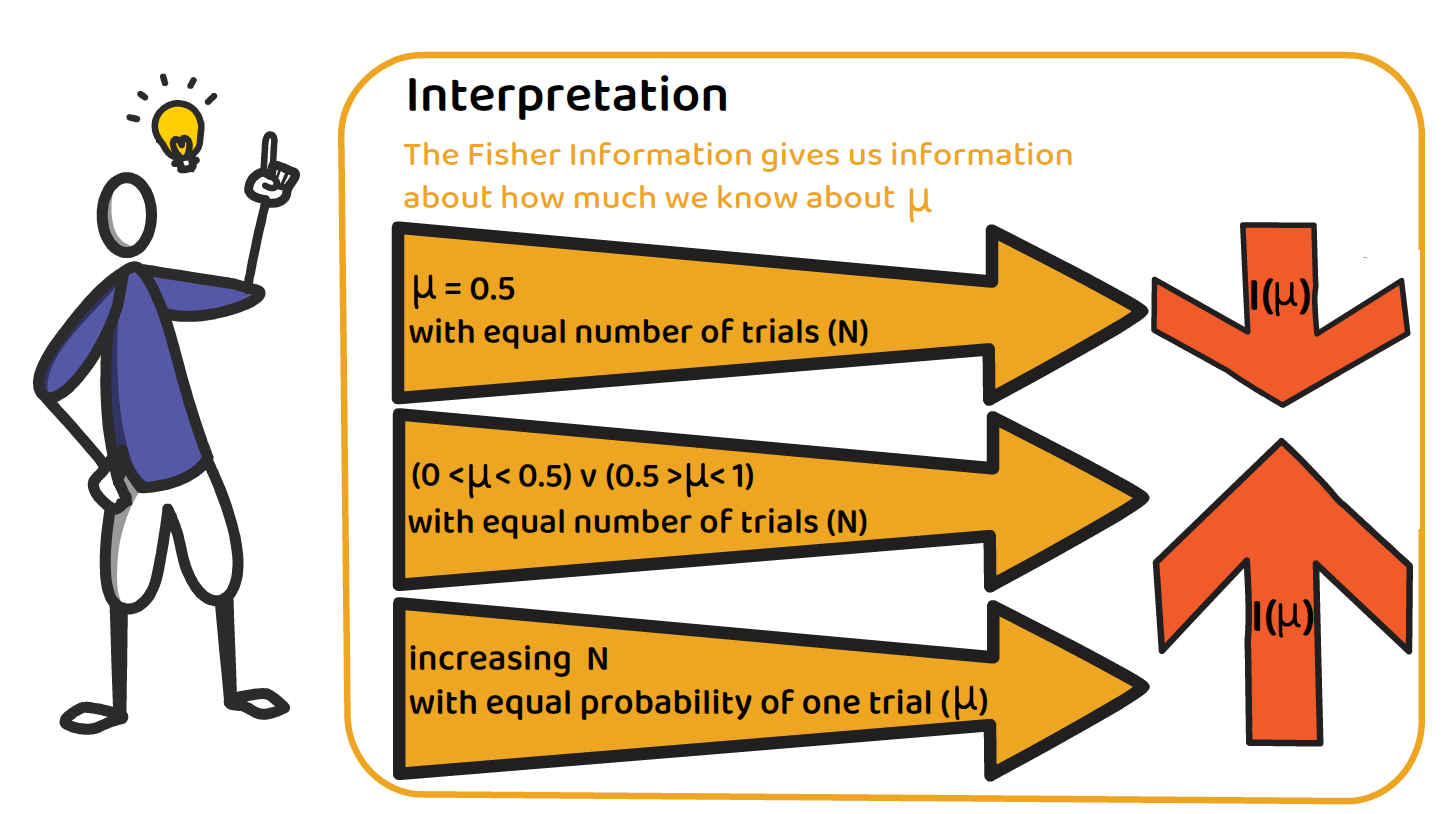 Interpretation
The Fisher Information gives us information
about how much we know about μ
μ = 0.5
with equal number of trials (N)
I(μ)
(0 <μ< 0.5) v (0.5 >μ< 1)
with equal number of trials (N)
increasing N
with equal probability of one trial (μ)
I(μ)